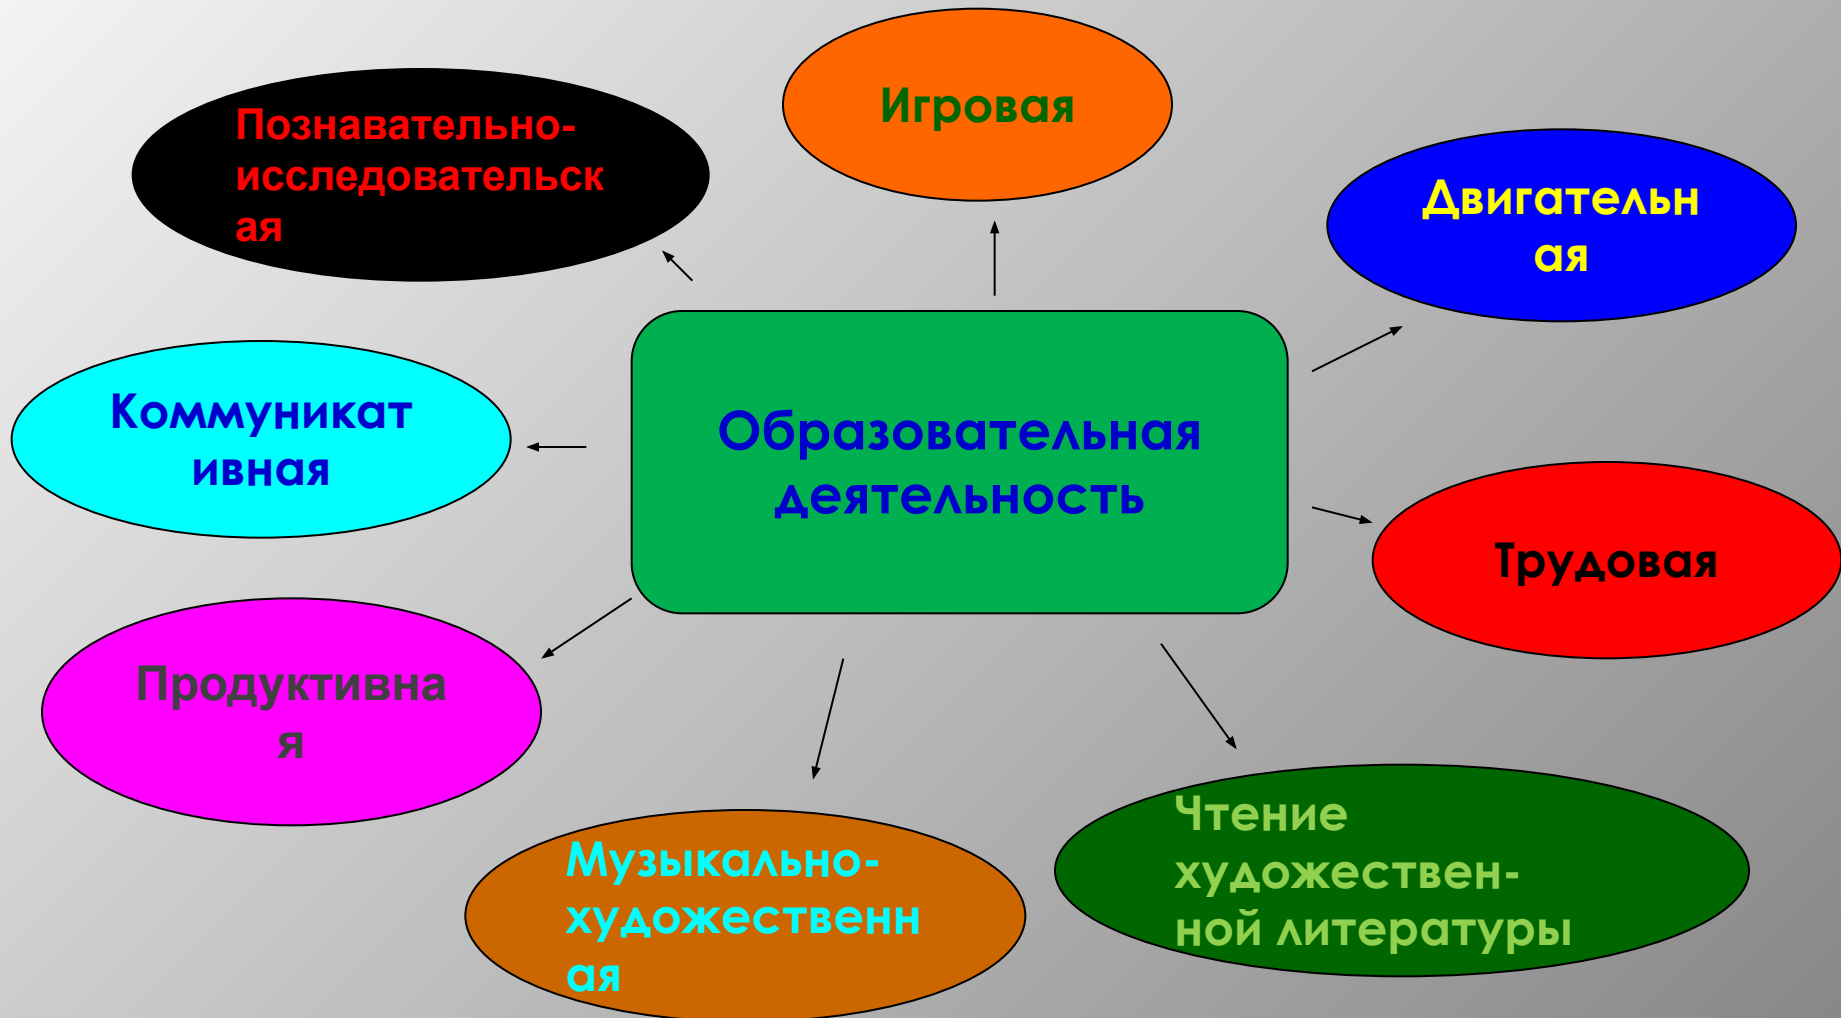 Игровая
Познавательно-
исследовательск
ая
Двигательн
ая
Коммуникат
ивная
Образовательная
деятельность
Трудовая
Продуктивна
я
Чтение
художествен-
ной литературы
Музыкально-
художественн
ая